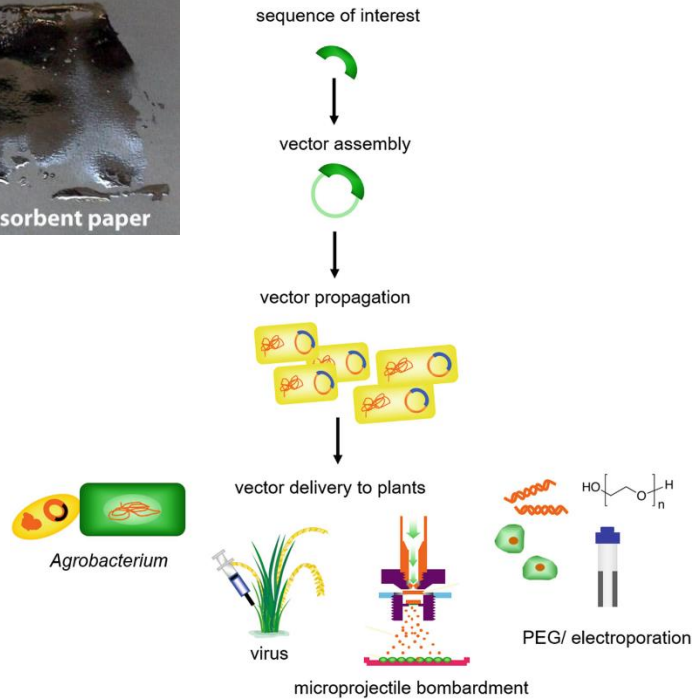 sequence of interest
vector assembly
sorbent paper
vector propagation
vector delivery to plants
HO
O
H
n
Agrobacterium
virus
PEG/ electroporation
microprojectile bombardment